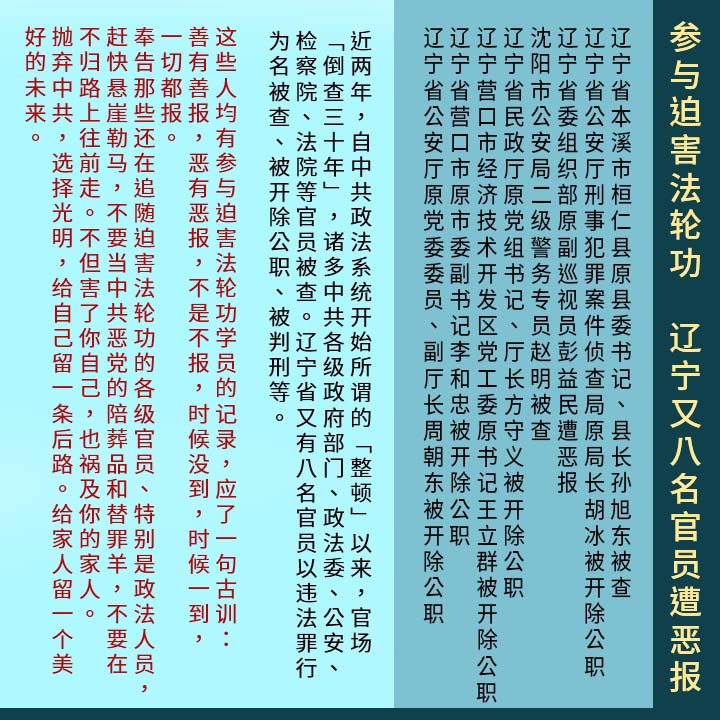 参与迫害法轮功　辽宁又八名官员遭恶报
辽宁省本溪市桓仁县原县委书记、县长孙旭东被查
辽宁省公安厅刑事犯罪案件侦查局原局长胡冰被开除公职
辽宁省委组织部原副巡视员彭益民遭恶报
沈阳市公安局二级警务专员赵明被查
辽宁省民政厅原党组书记、厅长方守义被开除公职
辽宁营口市经济技术开发区党工委原书记王立群被开除公职
辽宁省营口市原市委副书记李和忠被开除公职
辽宁省公安厅原党委委员、副厅长周朝东被开除公职
近两年，自中共政法系统开始所谓的「整顿」以来，官场
「倒查三十年」，诸多中共各级政府部门、政法委、公安、
检察院、法院等官员被查。辽宁省又有八名官员以违法罪行
为名被查、被开除公职、被判刑等。
这些人均有参与迫害法轮功学员的记录，应了一句古训：
善有善报，恶有恶报，不是不报，时候没到，时候一到，
一切都报。
奉告那些还在追随迫害法轮功的各级官员、特别是政法人员，
赶快悬崖勒马，不要当中共恶党的陪葬品和替罪羊，不要在
不归路上往前走。不但害了你自己，也祸及你的家人。
抛弃中共，选择光明，给自己留一条后路。给家人留一个美
好的未来。